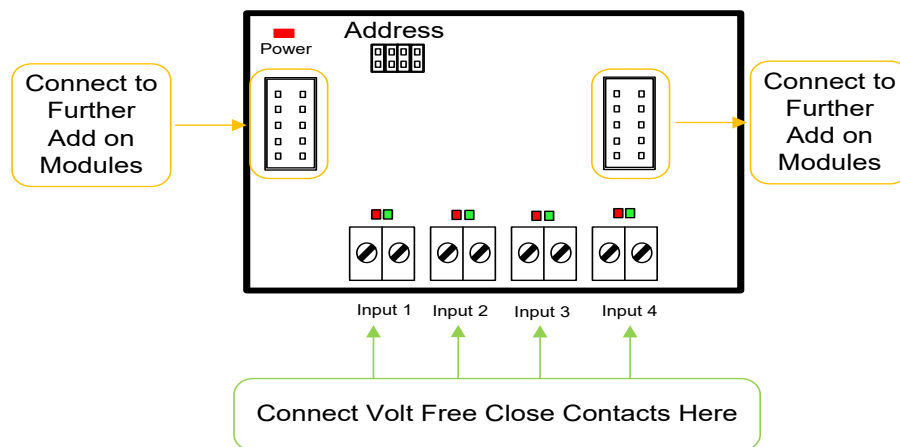 Address
Power
Connect to
Further
Add on
Modules
Connect to
Further
Add on
Modules
Input 1
Input 2
Input 3
Input 4
Connect Volt Free Close Contacts Here